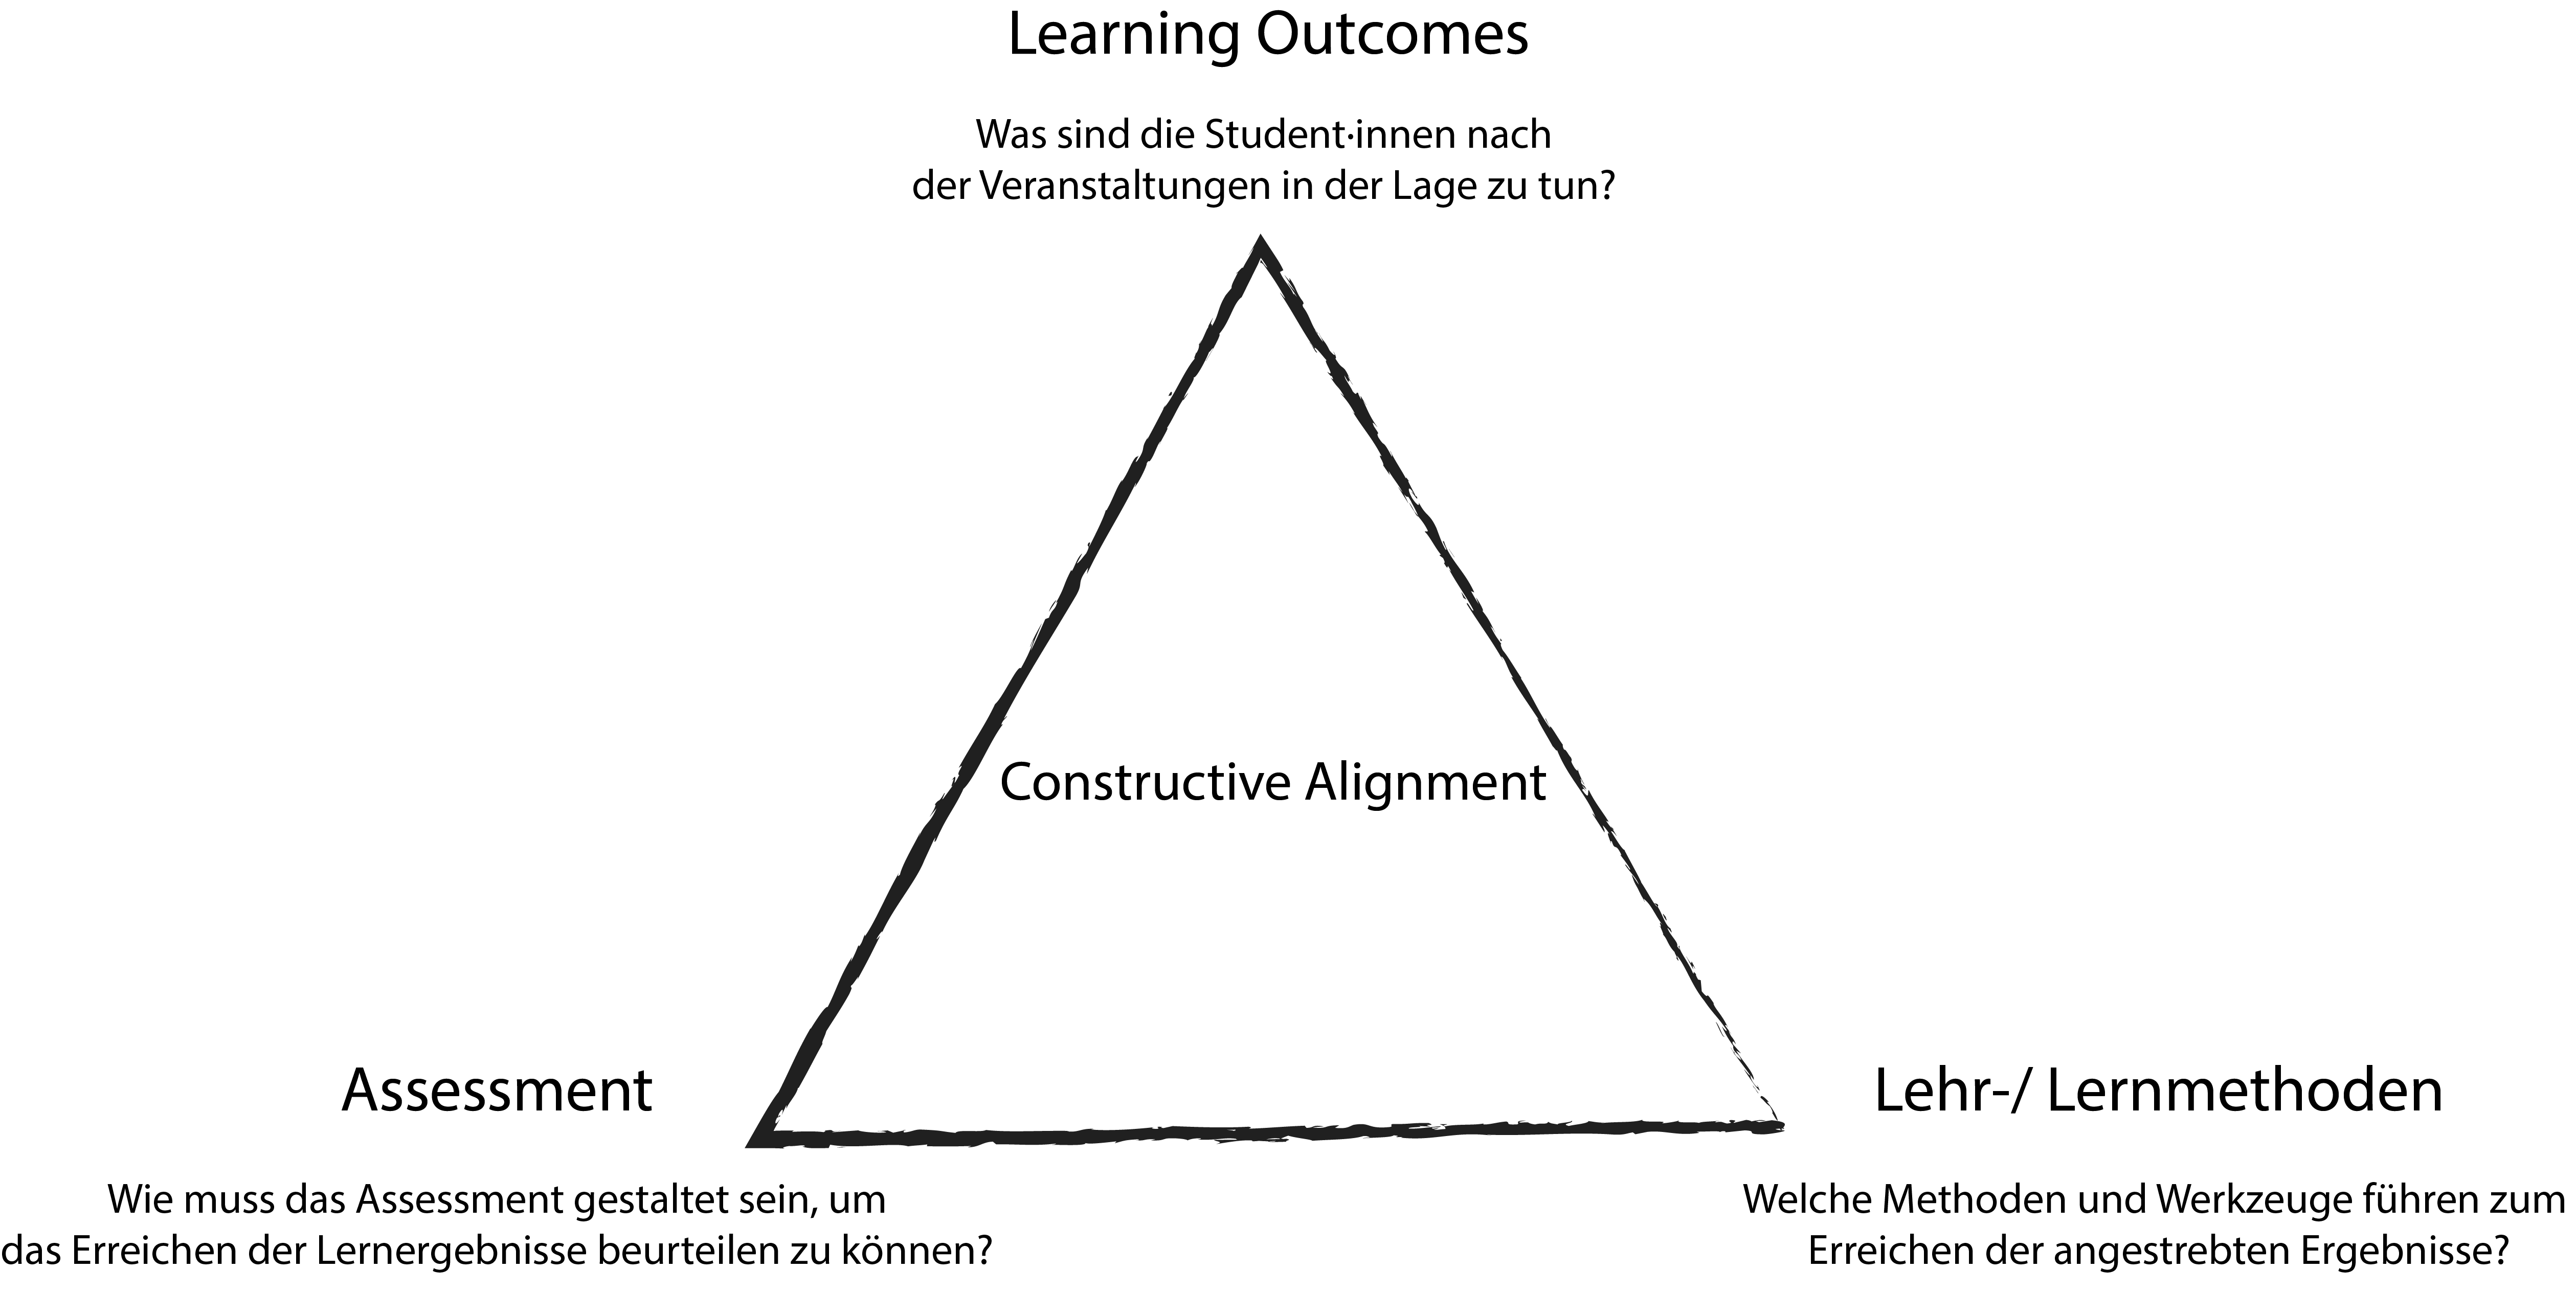 Learning Outcomes
Was sind die Student·innen nach
der Veranstaltungen in der Lage zu tun?
Constructive Alignment
Assessment
Wie muss das Assessment gestaltet sein, um
das Erreichen der Lernergebnisse beurteilen zu können?
Lehr-/ Lernmethoden
Welche Methoden und Werkzeuge führen zum
Erreichen der angestrebten Ergebnisse?